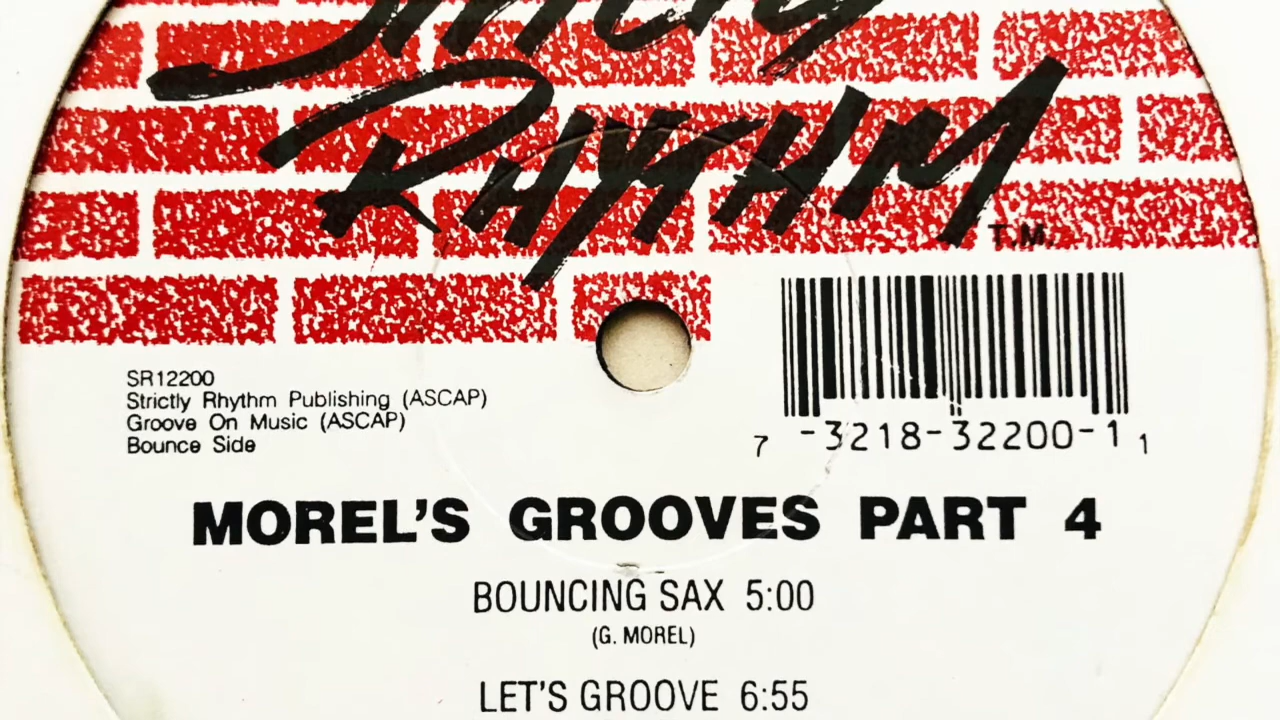 Strictly
RHYTHM
T.M.
SR12200
Strictly Rhythm Publishing (ASCAP)
Groove On Music (ASCAP)
Bounce Side
7 -3218-32200-1 1
MOREL'S GROOVES PART 4
BOUNCING SAX 5:00
(G. MOREL)
LET'S GROOVE 6:55